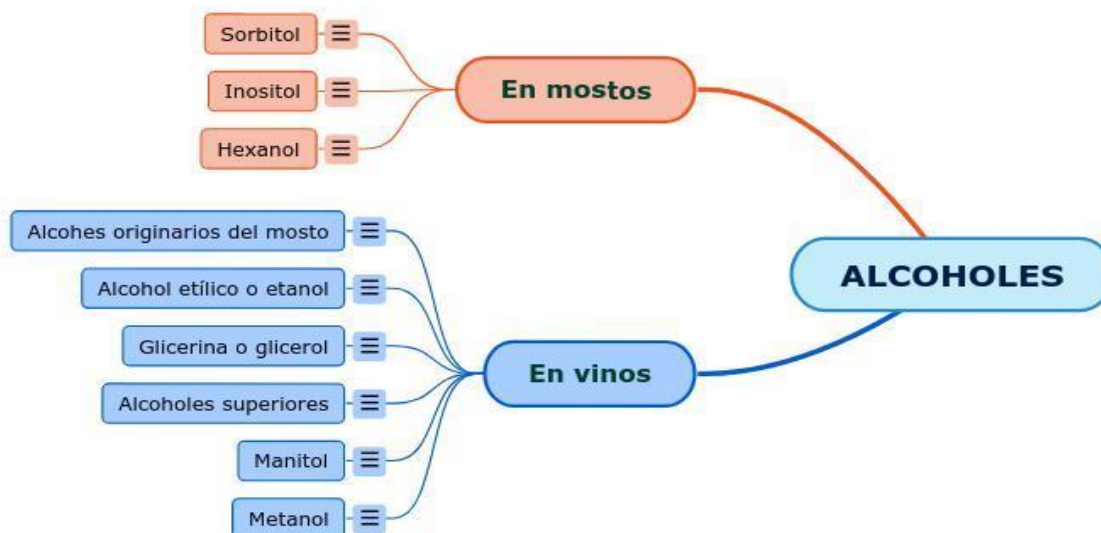 Sorbitol
Inositol
Hexanol
En mostos
Alcohes originarios del mosto
Alcohol etílico o etanol
Glicerina o glicerol
Alcoholes superiores
Manitol
Metanol
En vinos
ALCOHOLES